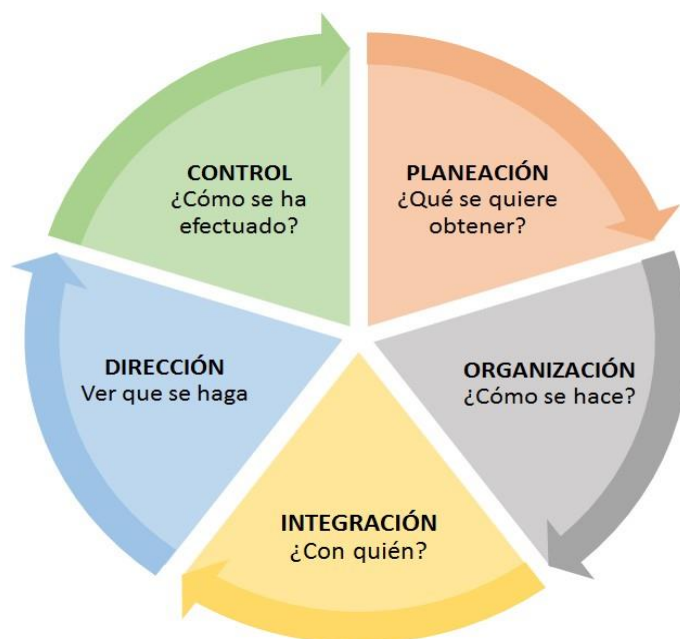 CONTROL
¿Cómo se ha
efectuado?
PLANEACIÓN
¿Qué se quiere
obtener?
ORGANIZACIÓN
¿Cómo se hace?
INTEGRACIÓN
¿Con quién?
DIRECCIÓN
Ver que se haga